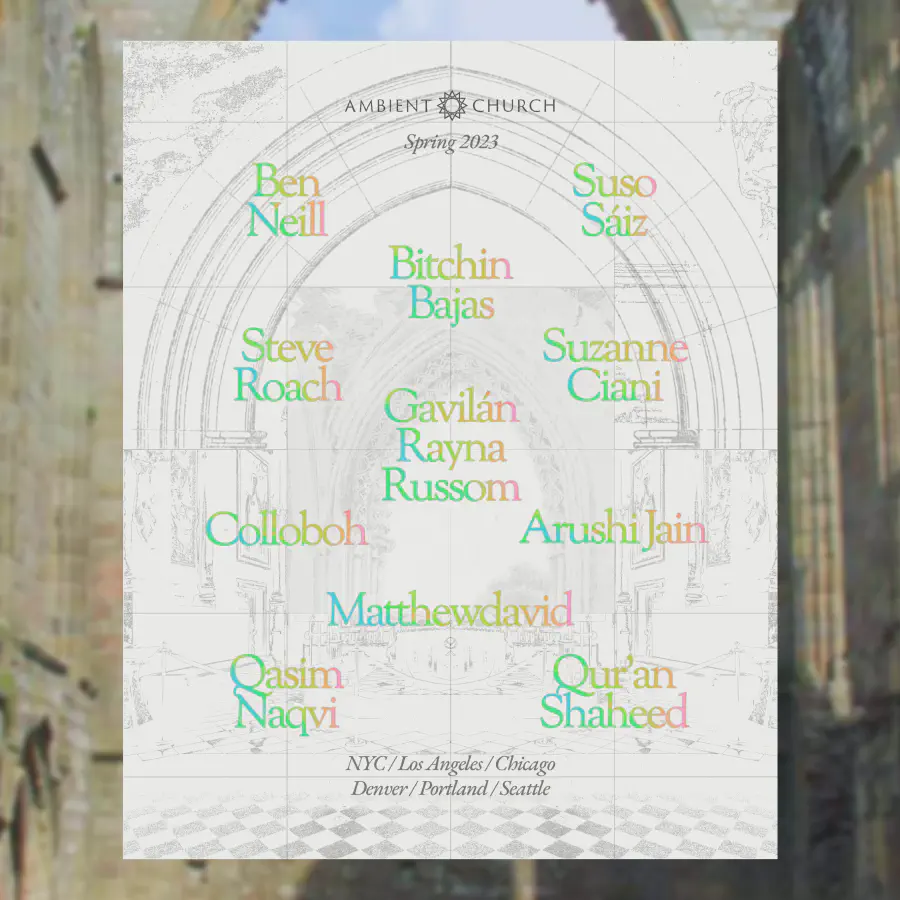 AMBIENT CHURCH
Spring 2023
Ben
Neill
Suso
Sáiz
Bitchin
Bajas
Steve
Roach
Suzanne
Ciani
Gavilán
Rayna
Russom
Colloboh
Arushi Jain
Matthewdavid
Qasim
Naqvi
Qur'an
Shaheed
NYC / Los Angeles / Chicago
Denver / Portland / Seattle